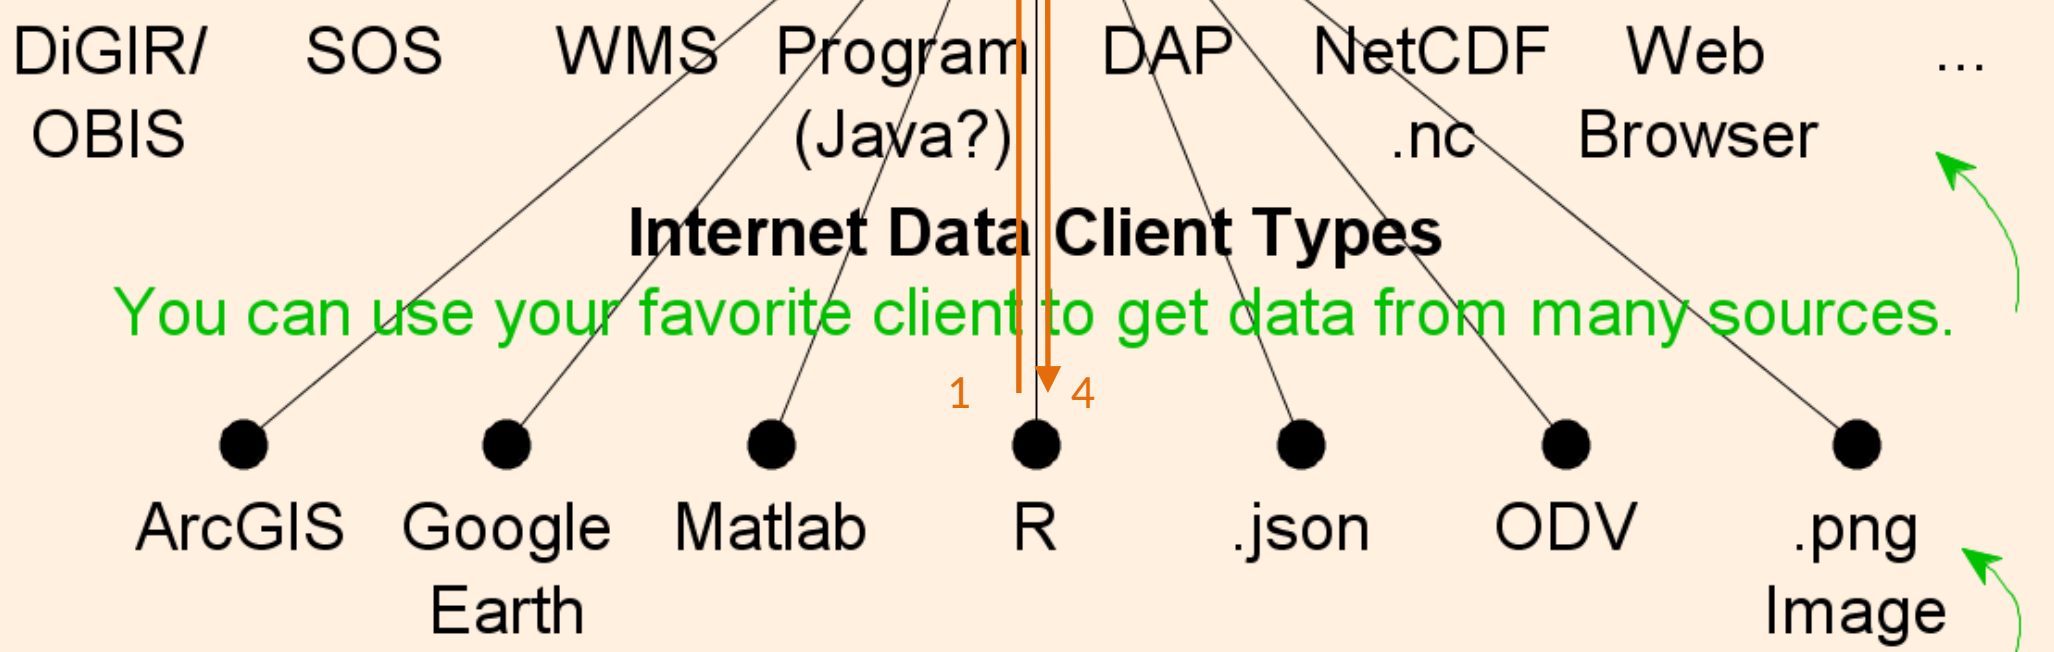 DiGIR/ SOS WMS Program DAP NetCDF Web ...
OBIS (Java?) .nc Browser
Internet Data Client Types
You can use your favorite client to get data from many sources.
1 4
ArcGIS Google Matlab R .json ODV .png
Earth Image